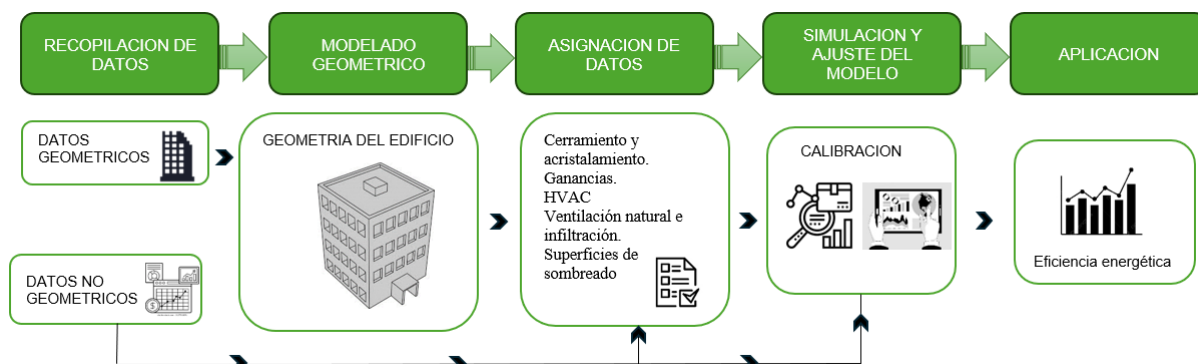 RECOPILACION DE
DATOS
MODELADO
GEOMETRICO
ASIGNACION DE
DATOS
SIMULACION Y
AJUSTE DEL
MODELO
APLICACION
DATOS
GEOMETRICOS
DATOS NO
GEOMETRICOS
GEOMETRIA DEL EDIFICIO
Cerramiento y
acristalamiento.
Ganancias.
HVAC
Ventilación natural e
infiltración.
Superficies de
sombreado
CALIBRACION
Eficiencia energética